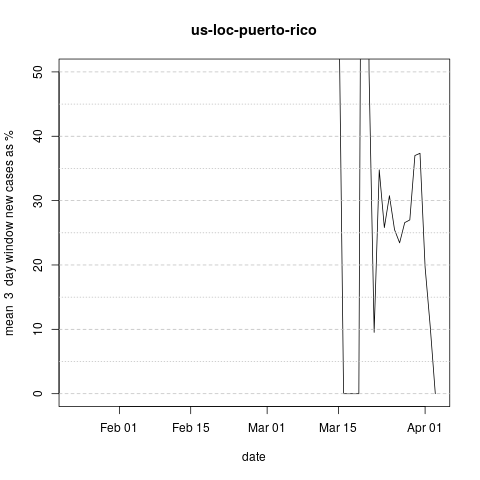 us-loc-puerto-rico
mean 3 day window new cases as %
50
40
30
20
10
0
Feb 01 Feb 15 Mar 01 Mar 15 Apr 01
date